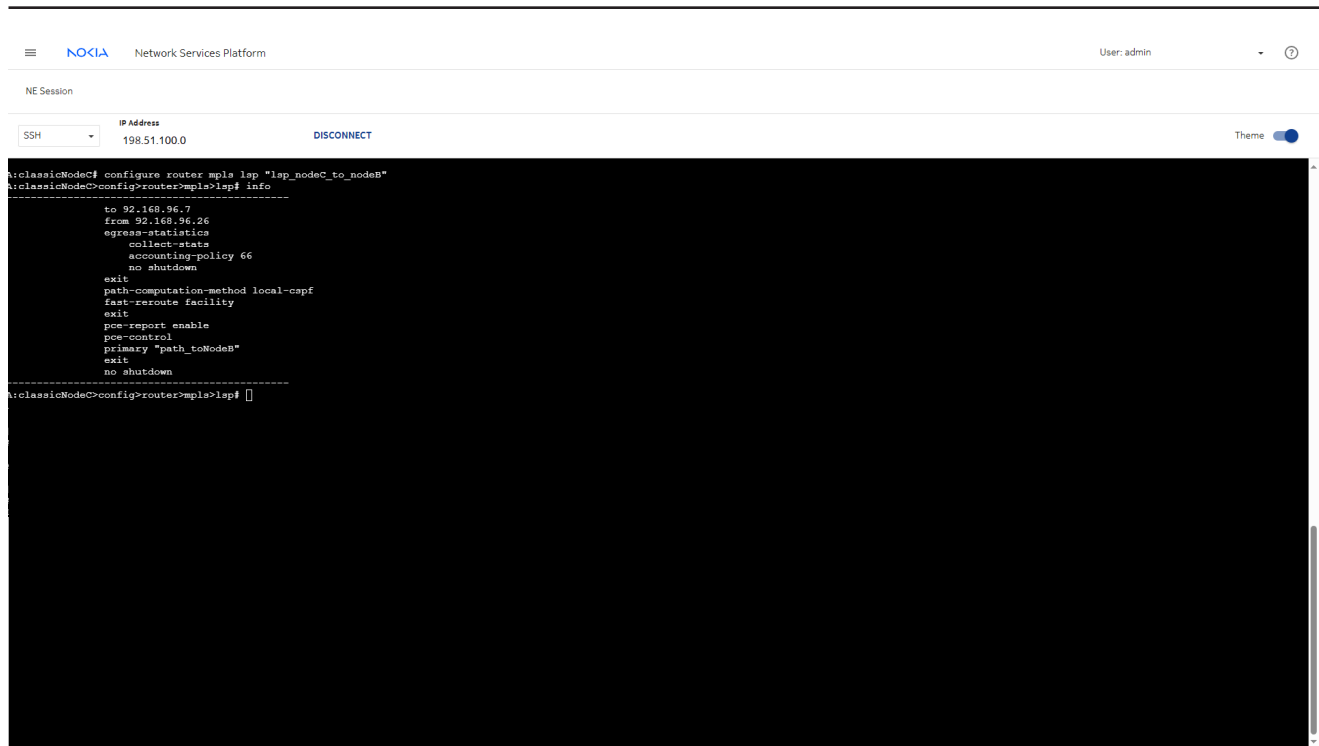 NOKIA Network Services Platform User: admin ?
NE Session
SSH IP Address 198.51.100.0 DISCONNECT Theme
A:classicNodeC# configure router mpls lsp "lsp_nodeC_to_nodeB"
A:classicNodeC>config>router>mpls>lsp# info
----------------------------------------------
to 92.168.96.7
from 92.168.96.26
egress-statistics
collect-stats
accounting-policy 66
no shutdown
exit
path-computation-method local-cspf
fast-reroute facility
exit
pce-report enable
pce-control
primary "path_toNodeB"
exit
no shutdown
----------------------------------------------
A:classicNodeC>config>router>mpls>lsp#